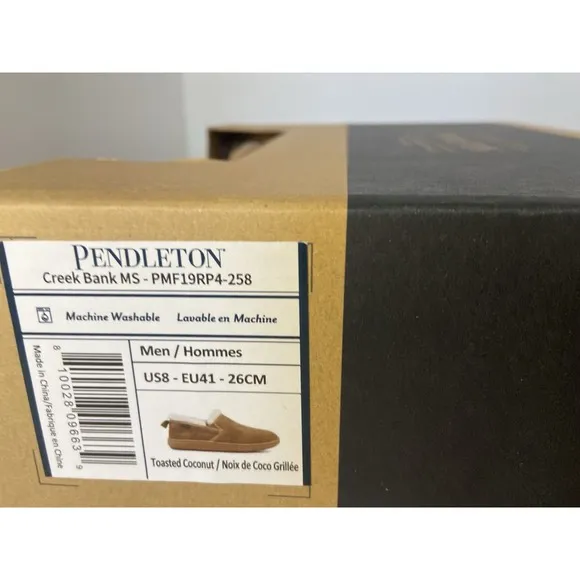 PENDLETON
Creek Bank MS - PMF19RP4-258
Machine Washable Lavable en Machine
Men / Hommes
US8 - EU41 - 26CM
Toasted Coconut / Noix de Coco Grillée
8 10028 09663 9
Made in China/Fabriqué en Chine